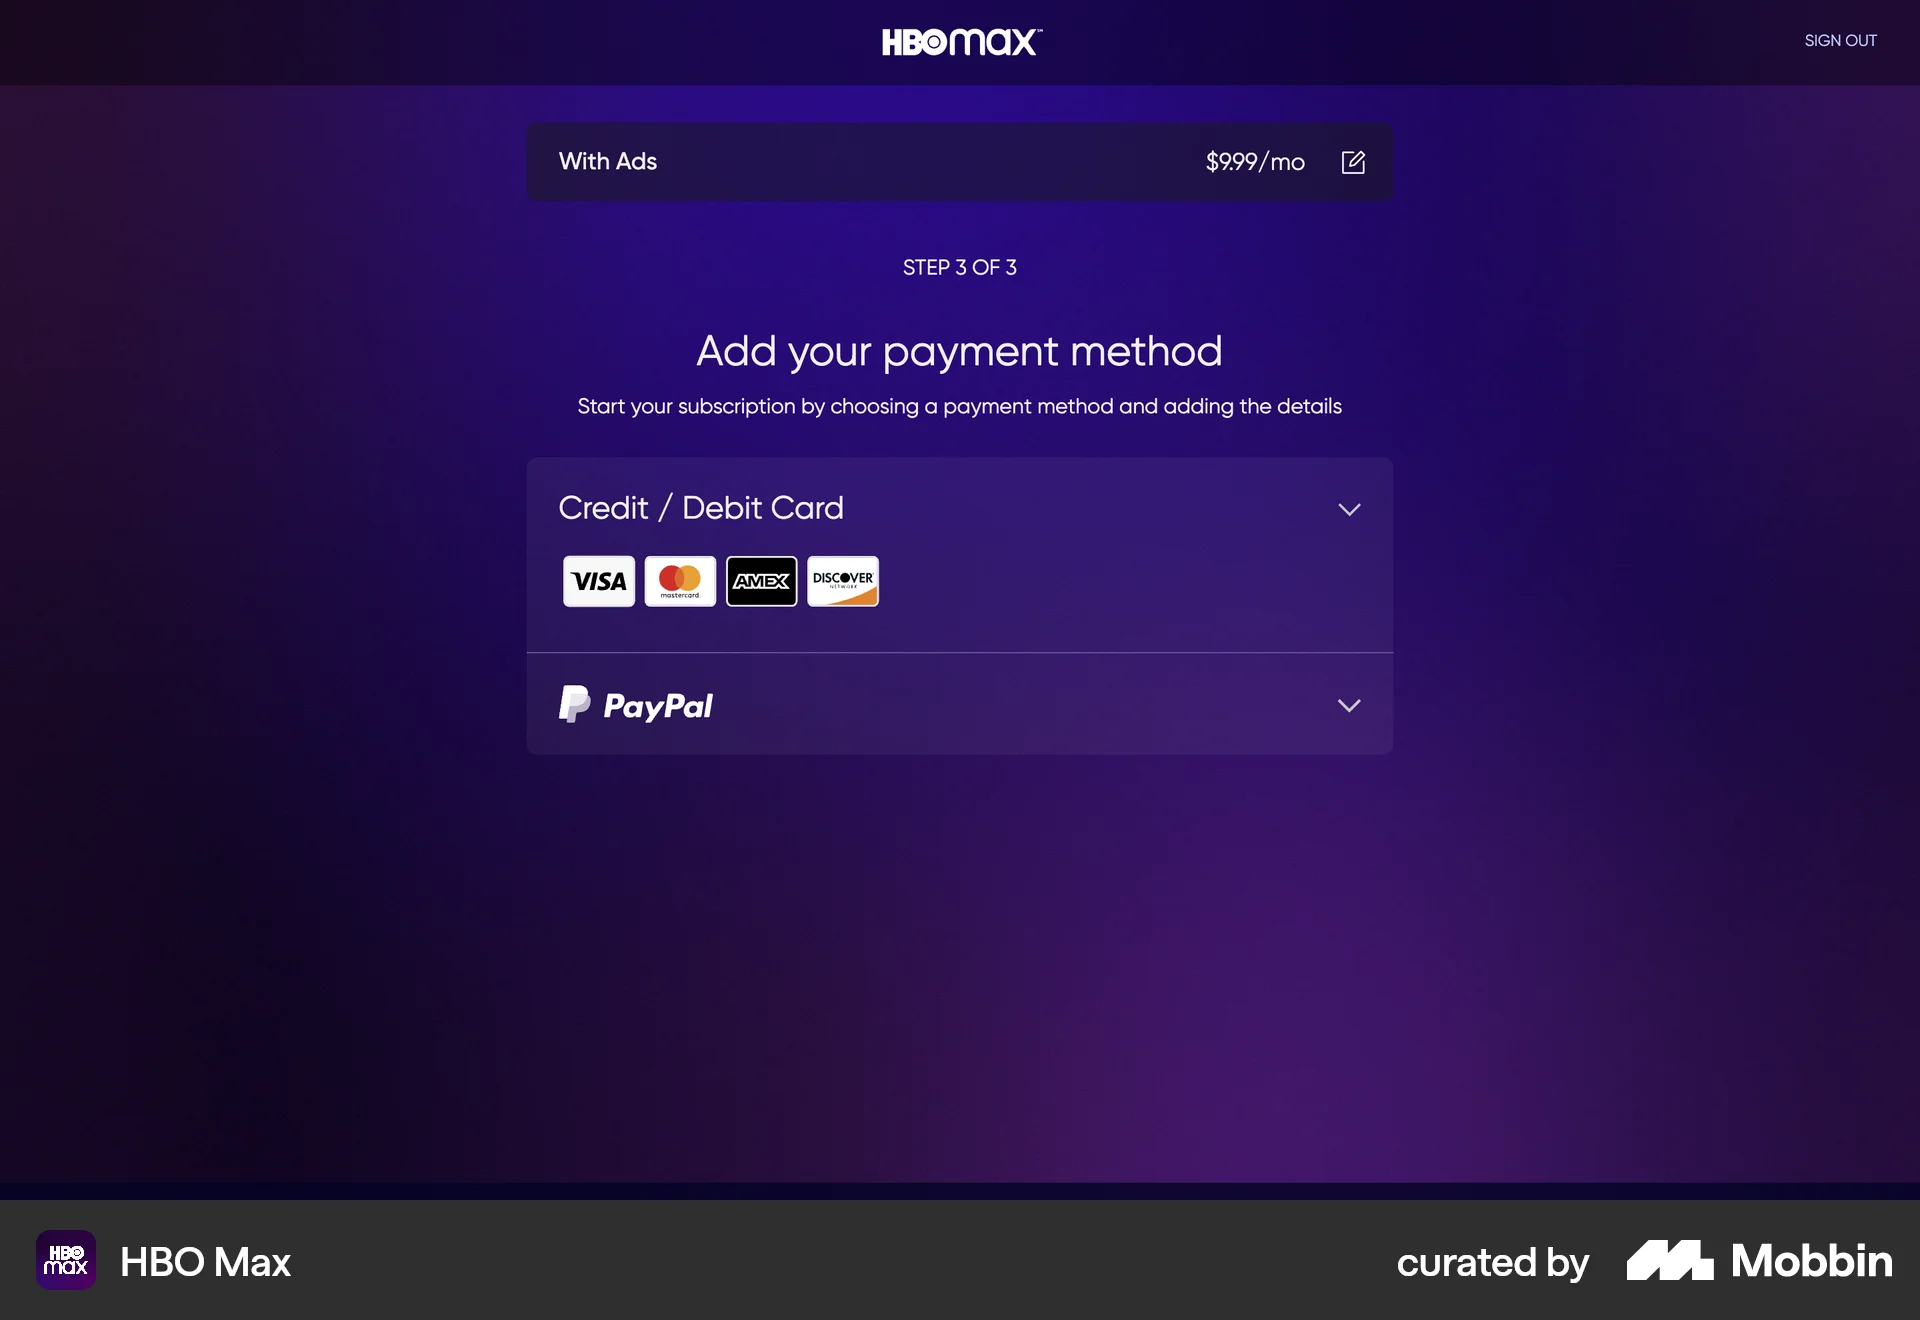 HBOmax™
SIGN OUT
With Ads
$9.99/mo
STEP 3 OF 3
Add your payment method
Start your subscription by choosing a payment method and adding the details
Credit / Debit Card
VISA
mastercard.
AMEX
DISCOVER
NETWORK
PayPal
HBO
max
HBO Max
curated by
Mobbin